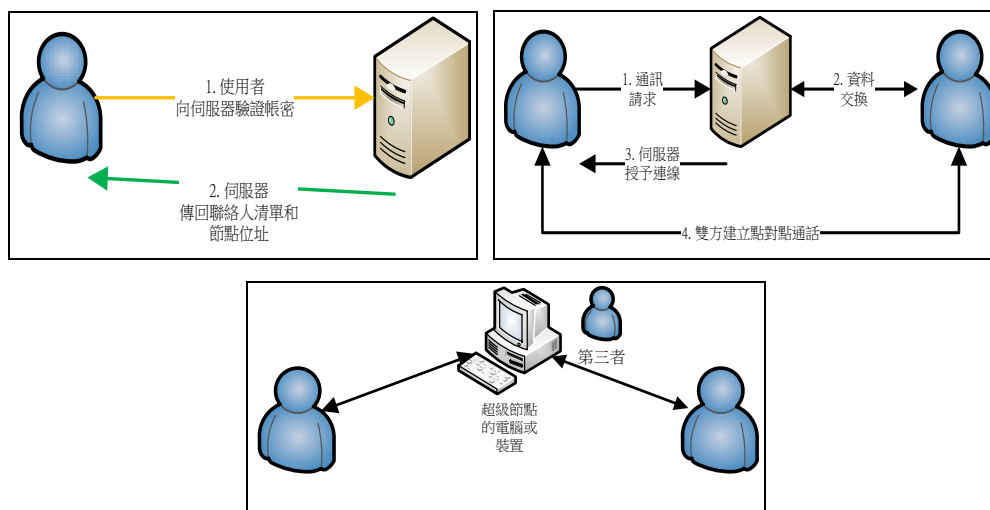 1. 使用者
向伺服器驗證帳密
2. 伺服器
傳回聯絡人清單和
節點位址
1. 通訊
請求
2. 資料
交換
3. 伺服器
授予連線
4. 雙方建立點對點通話
第三者
超級節點
的電腦或
裝置